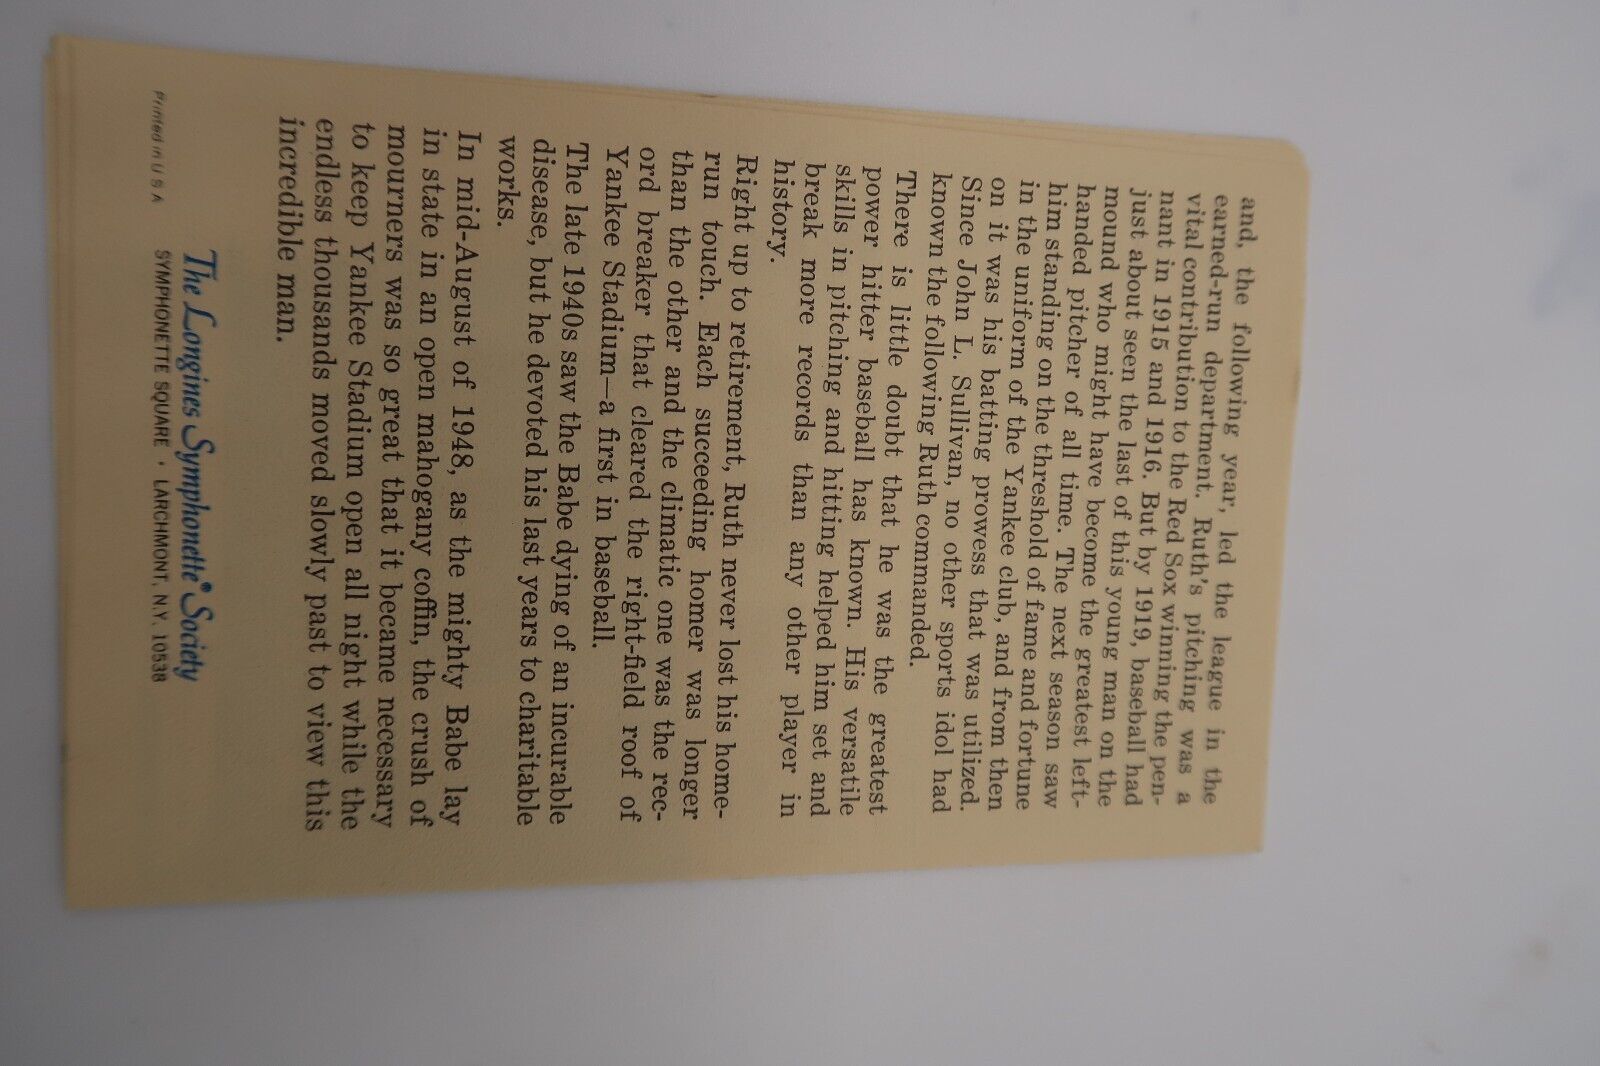 and, the following year, led the league in the
earned-run department. Ruth's pitching was a
vital contribution to the Red Sox winning the pen-
nant in 1915 and 1916. But by 1919, baseball had
just about seen the last of this young man on the
mound who might have become the greatest left-
handed pitcher of all time. The next season saw
him standing on the threshold of fame and fortune
in the uniform of the Yankee club, and from then
on it was his batting prowess that was utilized.
Since John L. Sullivan, no other sports idol had
known the following Ruth commanded.
There is little doubt that he was the greatest
power hitter baseball has known. His versatile
skills in pitching and hitting helped him set and
break more records than any other player in
history.
Right up to retirement, Ruth never lost his home-
run touch. Each succeeding homer was longer
than the other and the climatic one was the rec-
ord breaker that cleared the right-field roof of
Yankee Stadium—a first in baseball.
The late 1940s saw the Babe dying of an incurable
disease, but he devoted his last years to charitable
works.
In mid-August of 1948, as the mighty Babe lay
in state in an open mahogany coffin, the crush of
mourners was so great that it became necessary
to keep Yankee Stadium open all night while the
endless thousands moved slowly past to view this
incredible man.
The Longines Symphonette® Society
SYMPHONETTE SQUARE • LARCHMONT, N.Y. 10538
Printed in U S A